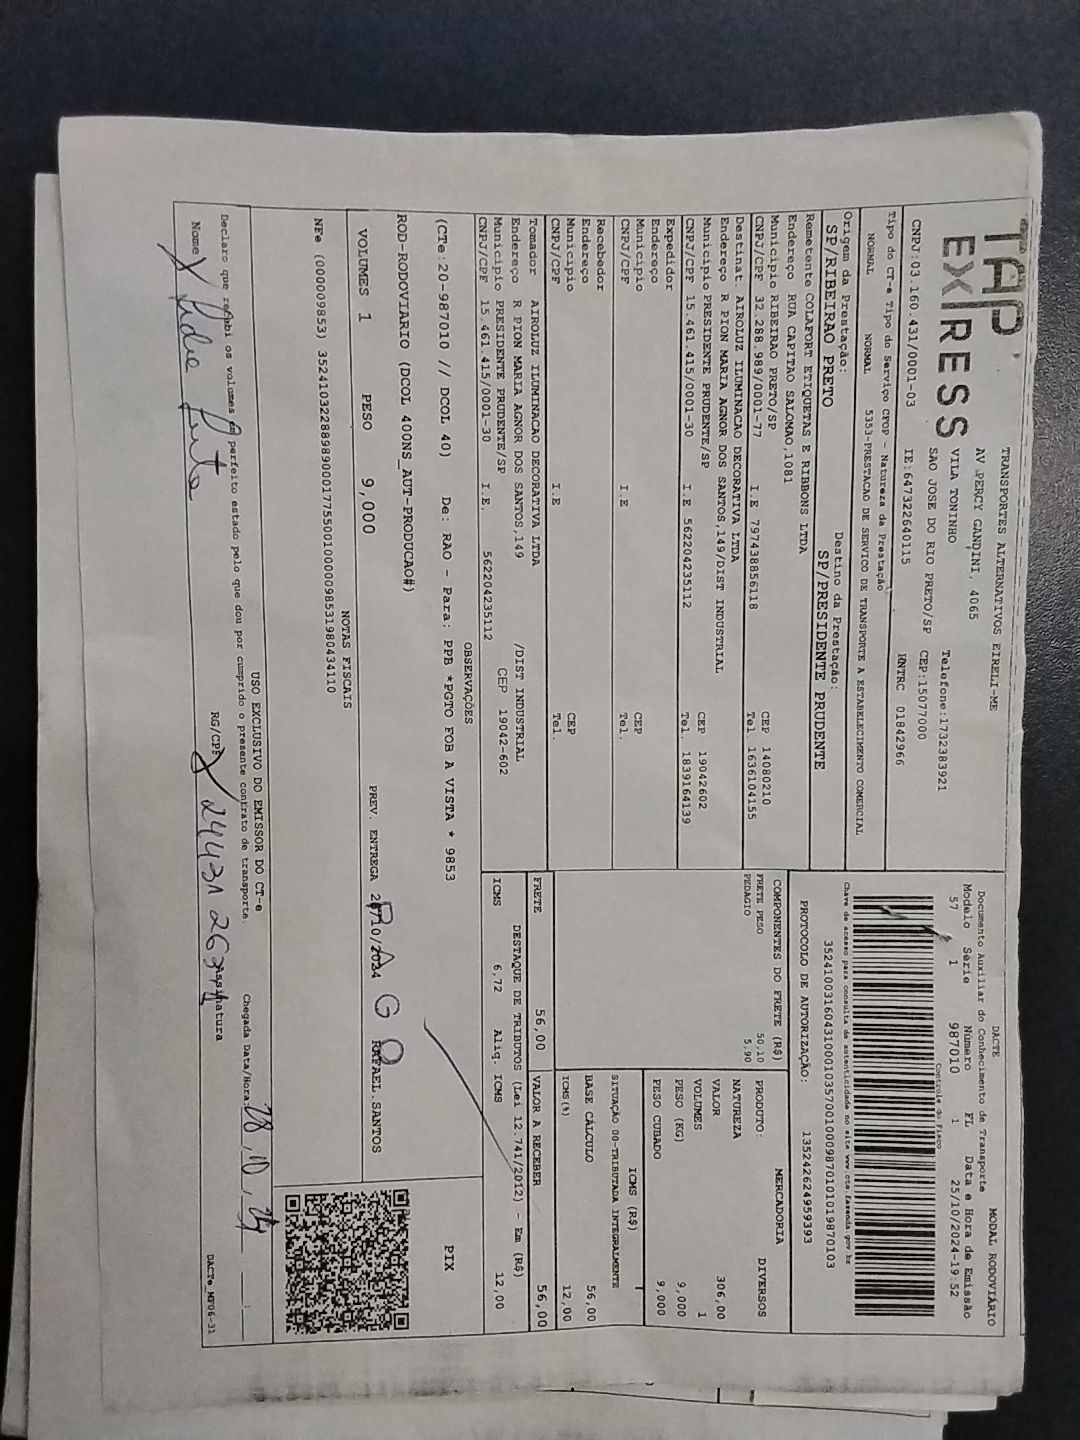 TAP
EXPRESS
TRANSPORTES ALTERNATIVOS EIRELI-ME
AV PERCY GANDINI, 4065
VILA TONINHO
SAO JOSE DO RIO PRETO/SP
Telefone:1732383921
CEP:15077000
CNPJ:03.160.431/0001-03
IE:647322640115
RNTRC 01842966
Tipo do CT-e Tipo do Serviço CFOP - Natureza da Prestação
NORMAL NORMAL 5353-PRESTACAO DE SERVICO DE TRANSPORTE A ESTABELECIMENTO COMERCIAL
Origem da Prestação: Destino da Prestação:
SP/RIBEIRAO PRETO SP/PRESIDENTE PRUDENTE
Remetente COLAFORT ETIQUETAS E RIBBONS LTDA
Endereço RUA CAPITAO SALOMAO,1081
Município RIBEIRAO PRETO/SP CEP 14080210
CNPJ/CPF 32.288.989/0001-77 I.E 797438856118 Tel 1636104155
Destinat. AIROLUZ ILUMINACAO DECORATIVA LTDA
Endereço R PION MARIA AGNOR DOS SANTOS,149/DIST INDUSTRIAL
Município PRESIDENTE PRUDENTE/SP CEP 19042602
CNPJ/CPF 15.461.415/0001-30 I.E 562204235112 Tel. 18391641​39
Expedidor
Endereço
Município CEP
CNPJ/CPF I.E Tel.
Recebedor
Endereço
Município CEP
CNPJ/CPF I.E Tel.
Tomador AIROLUZ ILUMINACAO DECORATIVA LTDA
Endereço R PION MARIA AGNOR DOS SANTOS,149 /DIST INDUSTRIAL
Município PRESIDENTE PRUDENTE/SP CEP 19042-602
CNPJ/CPF 15.461.415/0001-30 I.E. 562204235112
OBSERVAÇÕES
(CTe:20-987010 // DCOL 40) De: RAO - Para: PPB *PGTO FOB A VISTA * 9853
ROD-RODOVIARIO (DCOL 400NS_AUT-PRODUCAO#)
DACTE
MODAL RODOVIÁRIO
Documento Auxiliar do Conhecimento de Transporte
Modelo Série Número FL Data e Hora de Emissão
57 1 987010 1 25/10/2024-19:52
Controle do Fisco
Chave de acesso para consulta de autenticidade no site www.cte.fazenda.gov.br
PROTOCOLO DE AUTORIZAÇÃO: 135242624959393
COMPONENTES DO FRETE (R$)
FRETE PESO 50,10
PEDAGIO 5,90
MERCADORIA
PRODUTO: DIVERSOS
NATUREZA
VALOR 306,00
VOLUMES 1
PESO (KG) 9,000
PESO CUBADO 9,000
ICMS (R$)
SITUAÇÃO 00-TRIBUTADA INTEGRALMENTE
BASE CÁLCULO 56,00
ICMS(%) 12,00
FRETE 56,00 VALOR A RECEBER 56,00
DESTAQUE DE TRIBUTOS (Lei 12.741/2012) - Em (R$)
ICMS 6,72 Aliq. ICMS 12,00
PIX
VOLUMES 1 PESO 9,000 PREV. ENTREGA 28/10/2024 RAFAEL.SANTOS
PAGO
NOTAS FISCAIS
NFe (000009853) 35241032288989000177550010000098531980434110
USO EXCLUSIVO DO EMISSOR DO CT-e
Declaro que recebi os volumes em perfeito estado pelo que dou por cumprido o presente contrato de transporte.
Chegada Data/Hora: 28,10,24
Nome X RG/CPF X Assinatura
DACTe_MF06-31